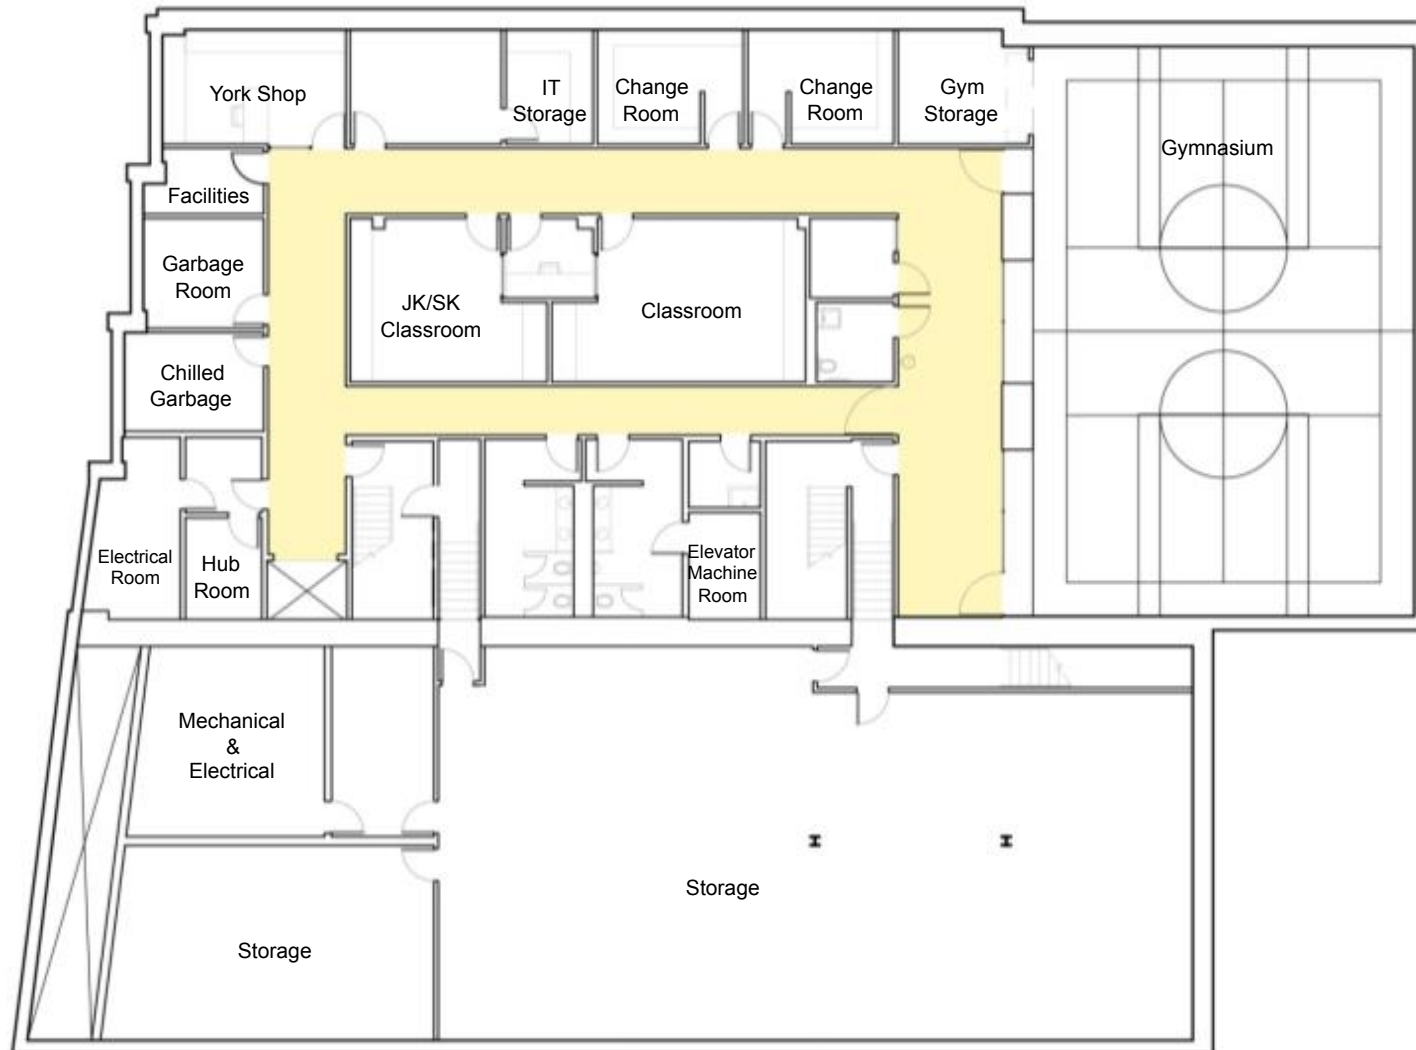 York Shop
IT
Storage
Change
Room
Change
Room
Gym
Storage
Gymnasium
Facilities
Garbage
Room
JK/SK
Classroom
Classroom
Chilled
Garbage
Electrical
Room
Hub
Room
Elevator
Machine
Room
Mechanical
&
Electrical
Storage
Storage